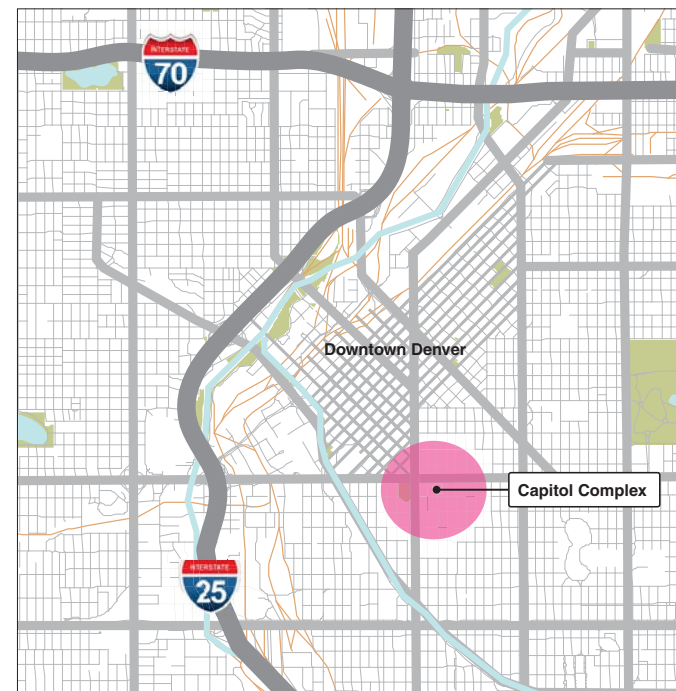 INTERSTATE
70
Downtown Denver
Capitol Complex
INTERSTATE
25